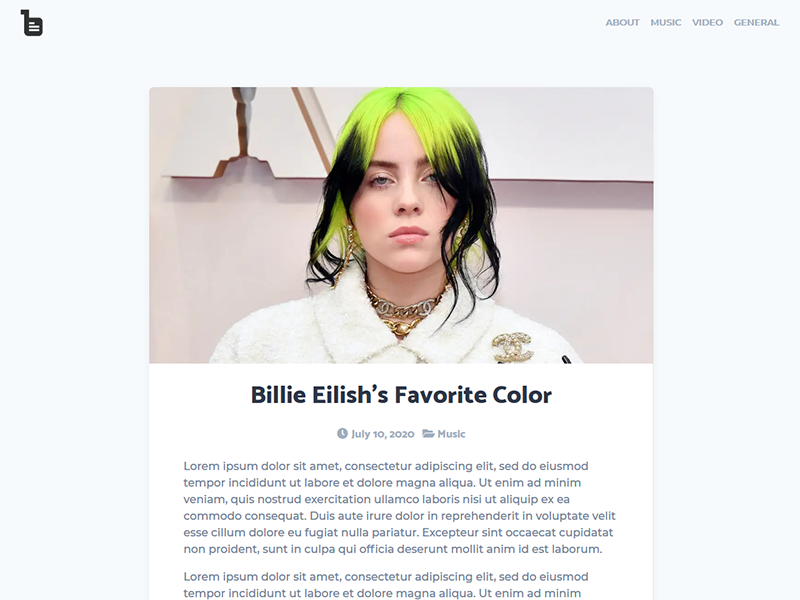 ABOUT MUSIC VIDEO GENERAL
Billie Eilish’s Favorite Color
July 10, 2020 Music
Lorem ipsum dolor sit amet, consectetur adipiscing elit, sed do eiusmod
tempor incididunt ut labore et dolore magna aliqua. Ut enim ad minim
veniam, quis nostrud exercitation ullamco laboris nisi ut aliquip ex ea
commodo consequat. Duis aute irure dolor in reprehenderit in voluptate velit
esse cillum dolore eu fugiat nulla pariatur. Excepteur sint occaecat cupidatat
non proident, sunt in culpa qui officia deserunt mollit anim id est laborum.
Lorem ipsum dolor sit amet, consectetur adipiscing elit, sed do eiusmod
tempor incididunt ut labore et dolore magna aliqua. Ut enim ad minim